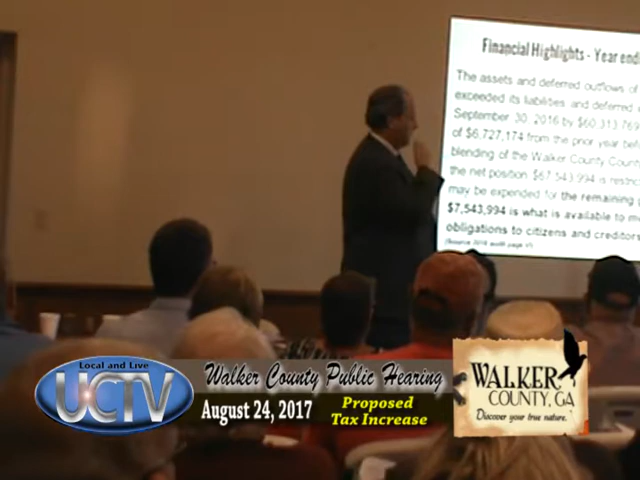 Financial Highlights - Year
The assets and deferred outflows of
exceeded its liabilities and deferred
September 30, 2016 by $60,313,769
of $6,727,174 from the prior year
blending of the Walker County
the net position $67,543,994 is
may be expended for the remaining
$7,543,994 is what is available to
obligations to citizens and creditors
Local and Live
UCTV
Walker County Public Hearing
August 24, 2017
Proposed
Tax Increase
WALKER
COUNTY, GA
Discover your true nature.